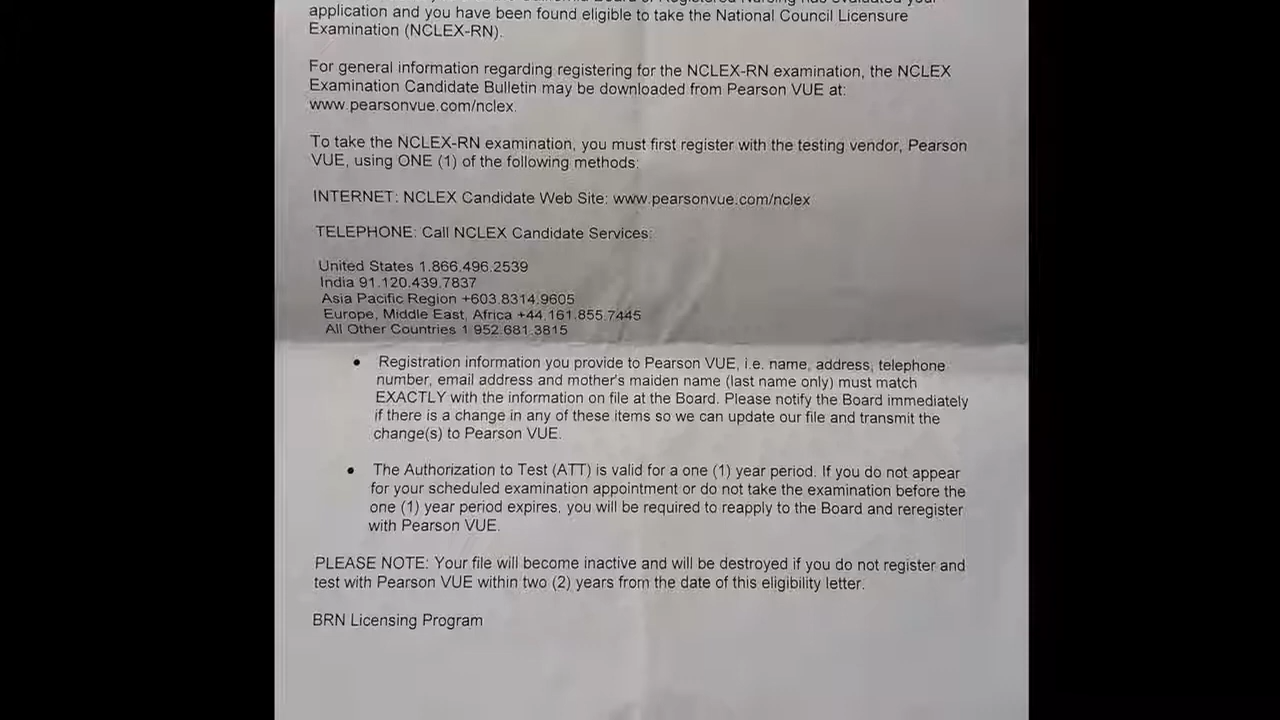 application and you have been found eligible to take the National Council Licensure
Examination (NCLEX-RN).
For general information regarding registering for the NCLEX-RN examination, the NCLEX
Examination Candidate Bulletin may be downloaded from Pearson VUE at:
www.pearsonvue.com/nclex.
To take the NCLEX-RN examination, you must first register with the testing vendor, Pearson
VUE, using ONE (1) of the following methods:
INTERNET: NCLEX Candidate Web Site: www.pearsonvue.com/nclex
TELEPHONE: Call NCLEX Candidate Services:
United States 1.866.496.2539
India 91.120.439.7837
Asia Pacific Region +603.8314.9605
Europe, Middle East, Africa +44.161.855.7445
All Other Countries 1 952.681.3815
• Registration information you provide to Pearson VUE, i.e. name, address, telephone
number, email address and mother's maiden name (last name only) must match
EXACTLY with the information on file at the Board. Please notify the Board immediately
if there is a change in any of these items so we can update our file and transmit the
change(s) to Pearson VUE.
• The Authorization to Test (ATT) is valid for a one (1) year period. If you do not appear
for your scheduled examination appointment or do not take the examination before the
one (1) year period expires, you will be required to reapply to the Board and reregister
with Pearson VUE.
PLEASE NOTE: Your file will become inactive and will be destroyed if you do not register and
test with Pearson VUE within two (2) years from the date of this eligibility letter.
BRN Licensing Program